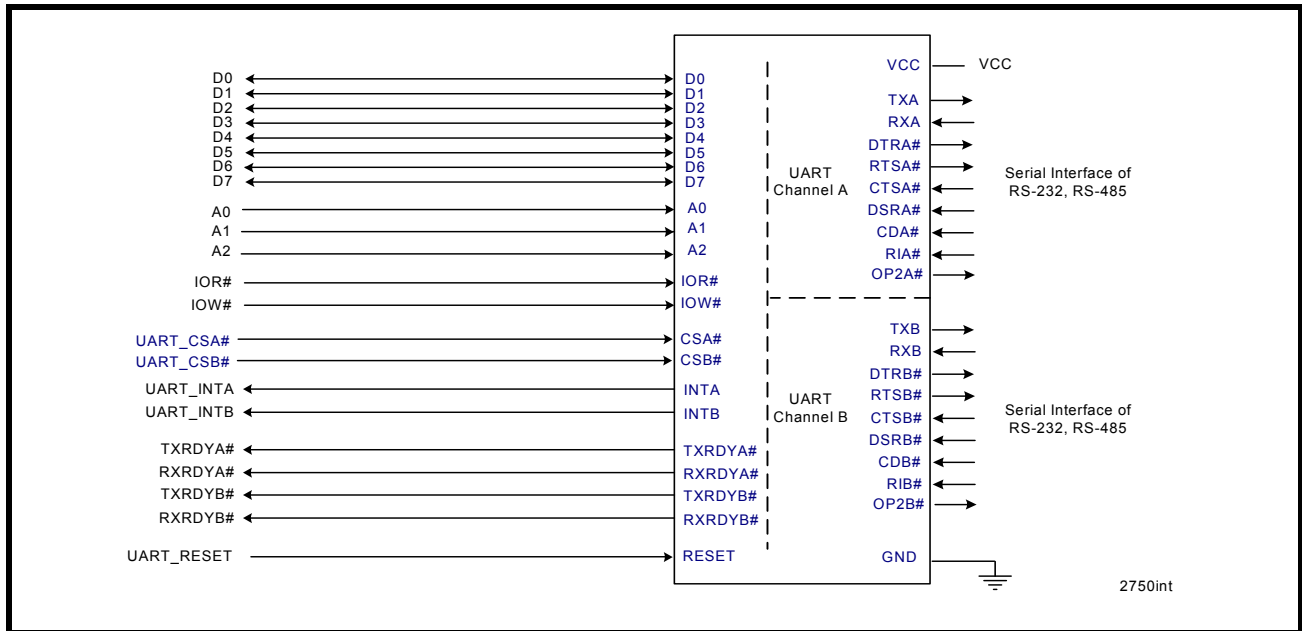 D0
D1
D2
D3
D4
D5
D6
D7
A0
A1
A2
IOR#
IOW#
UART_CSA#
UART_CSB#
UART_INTA
UART_INTB
TXRDYA#
RXRDYA#
TXRDYB#
RXRDYB#
UART_RESET
D0
D1
D2
D3
D4
D5
D6
D7
A0
A1
A2
IOR#
IOW#
CSA#
CSB#
INTA
INTB
TXRDYA#
RXRDYA#
TXRDYB#
RXRDYB#
RESET
UART
Channel A
UART
Channel B
VCC
TXA
RXA
DTRA#
RTSA#
CTSA#
DSRA#
CDA#
RIA#
OP2A#
TXB
RXB
DTRB#
RTSB#
CTSB#
DSRB#
CDB#
RIB#
OP2B#
GND
VCC
Serial Interface of
RS-232, RS-485
Serial Interface of
RS-232, RS-485
2750int